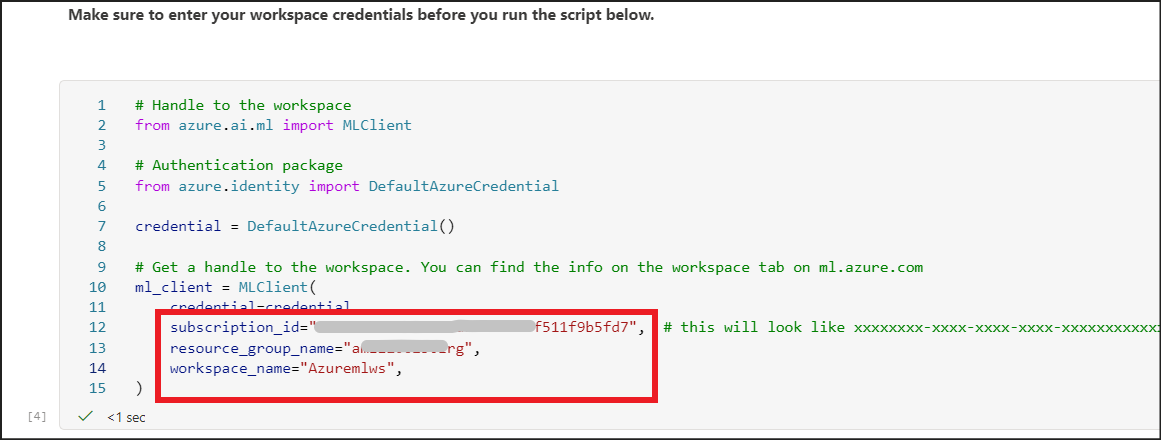 Make sure to enter your workspace credentials before you run the script below.
1 # Handle to the workspace
2 from azure.ai.ml import MLClient
3
4 # Authentication package
5 from azure.identity import DefaultAzureCredential
6
7 credential = DefaultAzureCredential()
8
9 # Get a handle to the workspace. You can find the info on the workspace tab on ml.azure.com
10 ml_client = MLClient(
11 credential=credential
12 subscription_id="f511f9b5fd7", # this will look like xxxxxxxx-xxxx-xxxx-xxxx-xxxxxxxxxxx
13 resource_group_name="rg",
14 workspace_name="Azuremlws",
15 )
[4] <1 sec